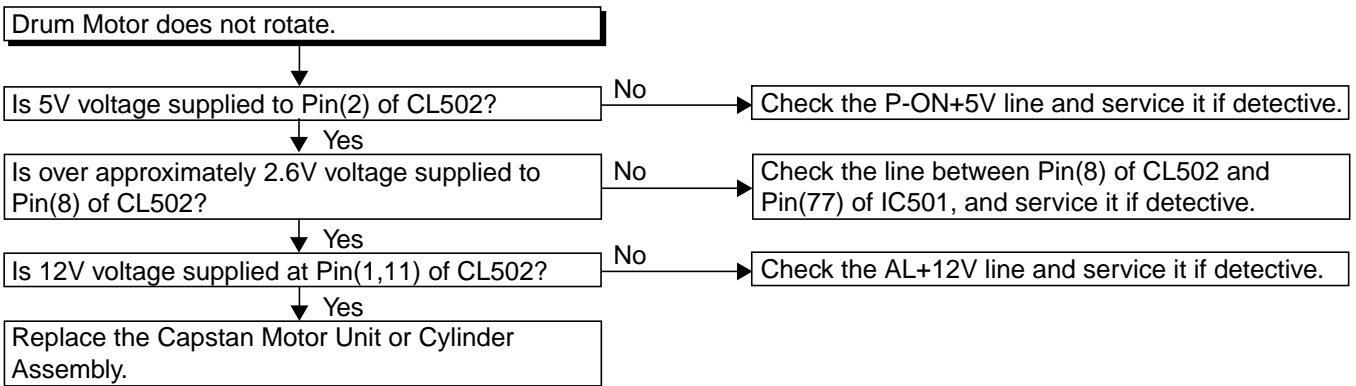 Drum Motor does not rotate.
Is 5V voltage supplied to Pin(2) of CL502?
No
Check the P-ON+5V line and service it if detective.
Yes
Is over approximately 2.6V voltage supplied to
Pin(8) of CL502?
No
Check the line between Pin(8) of CL502 and
Pin(77) of IC501, and service it if detective.
Yes
Is 12V voltage supplied at Pin(1,11) of CL502?
No
Check the AL+12V line and service it if detective.
Yes
Replace the Capstan Motor Unit or Cylinder
Assembly.